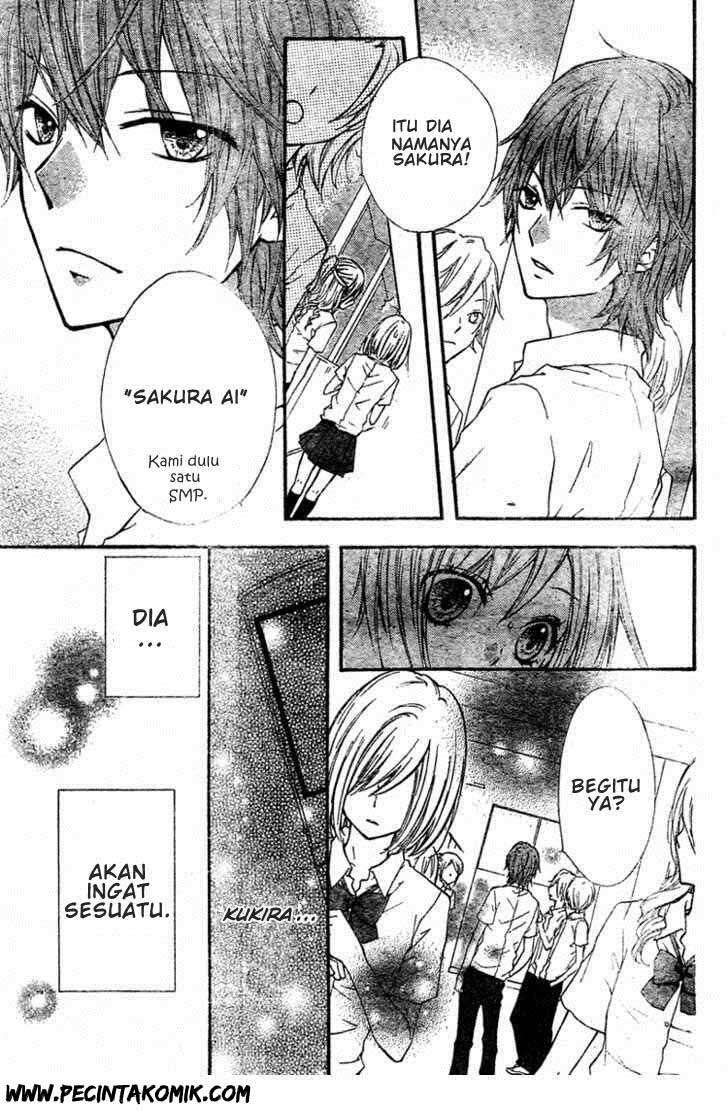 ITU DIA
NAMANYA
SAKURA!
"SAKURA AI"
Kami dulu
satu
SMP.
BEGITU
YA?
KUKIRA...
DIA
...
AKAN
INGAT
SESUATU.
WWW.PECINTAKOMIK.COM